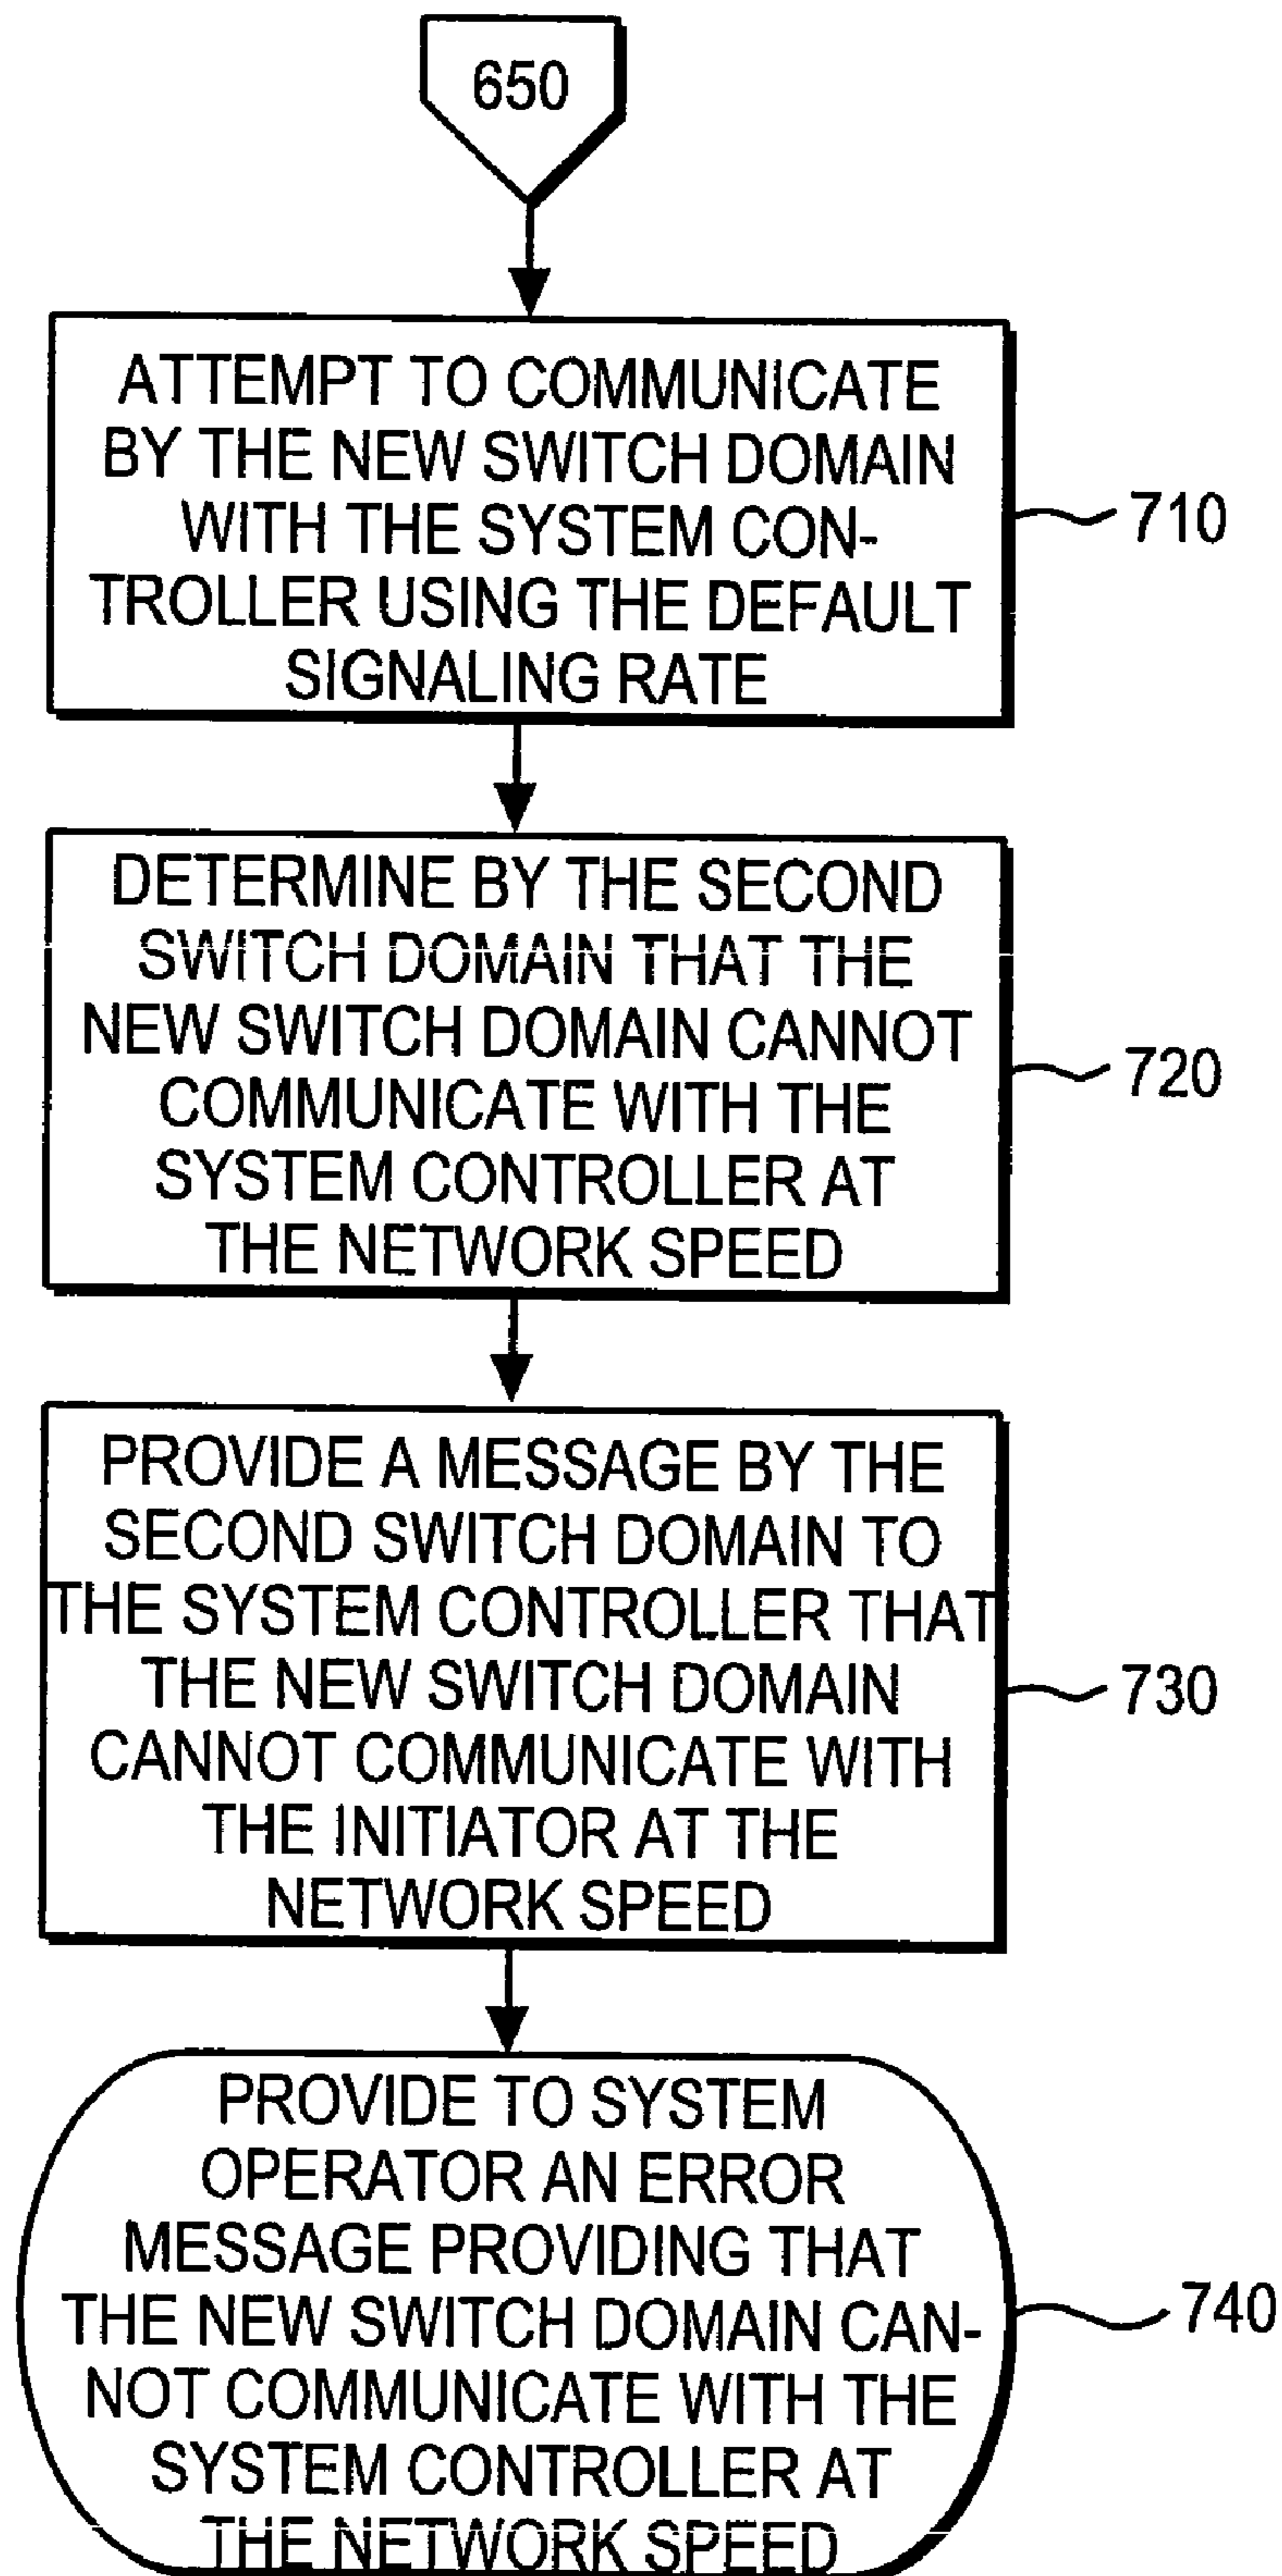 650
ATTEMPT TO COMMUNICATE
BY THE NEW SWITCH DOMAIN
WITH THE SYSTEM CON-
TROLLER USING THE DEFAULT
SIGNALING RATE
710
DETERMINE BY THE SECOND
SWITCH DOMAIN THAT THE
NEW SWITCH DOMAIN CANNOT
COMMUNICATE WITH THE
SYSTEM CONTROLLER AT
THE NETWORK SPEED
720
PROVIDE A MESSAGE BY THE
SECOND SWITCH DOMAIN TO
THE SYSTEM CONTROLLER THAT
THE NEW SWITCH DOMAIN
CANNOT COMMUNICATE WITH
THE INITIATOR AT THE
NETWORK SPEED
730
PROVIDE TO SYSTEM
OPERATOR AN ERROR
MESSAGE PROVIDING THAT
THE NEW SWITCH DOMAIN CAN-
NOT COMMUNICATE WITH THE
SYSTEM CONTROLLER AT
THE NETWORK SPEED
740